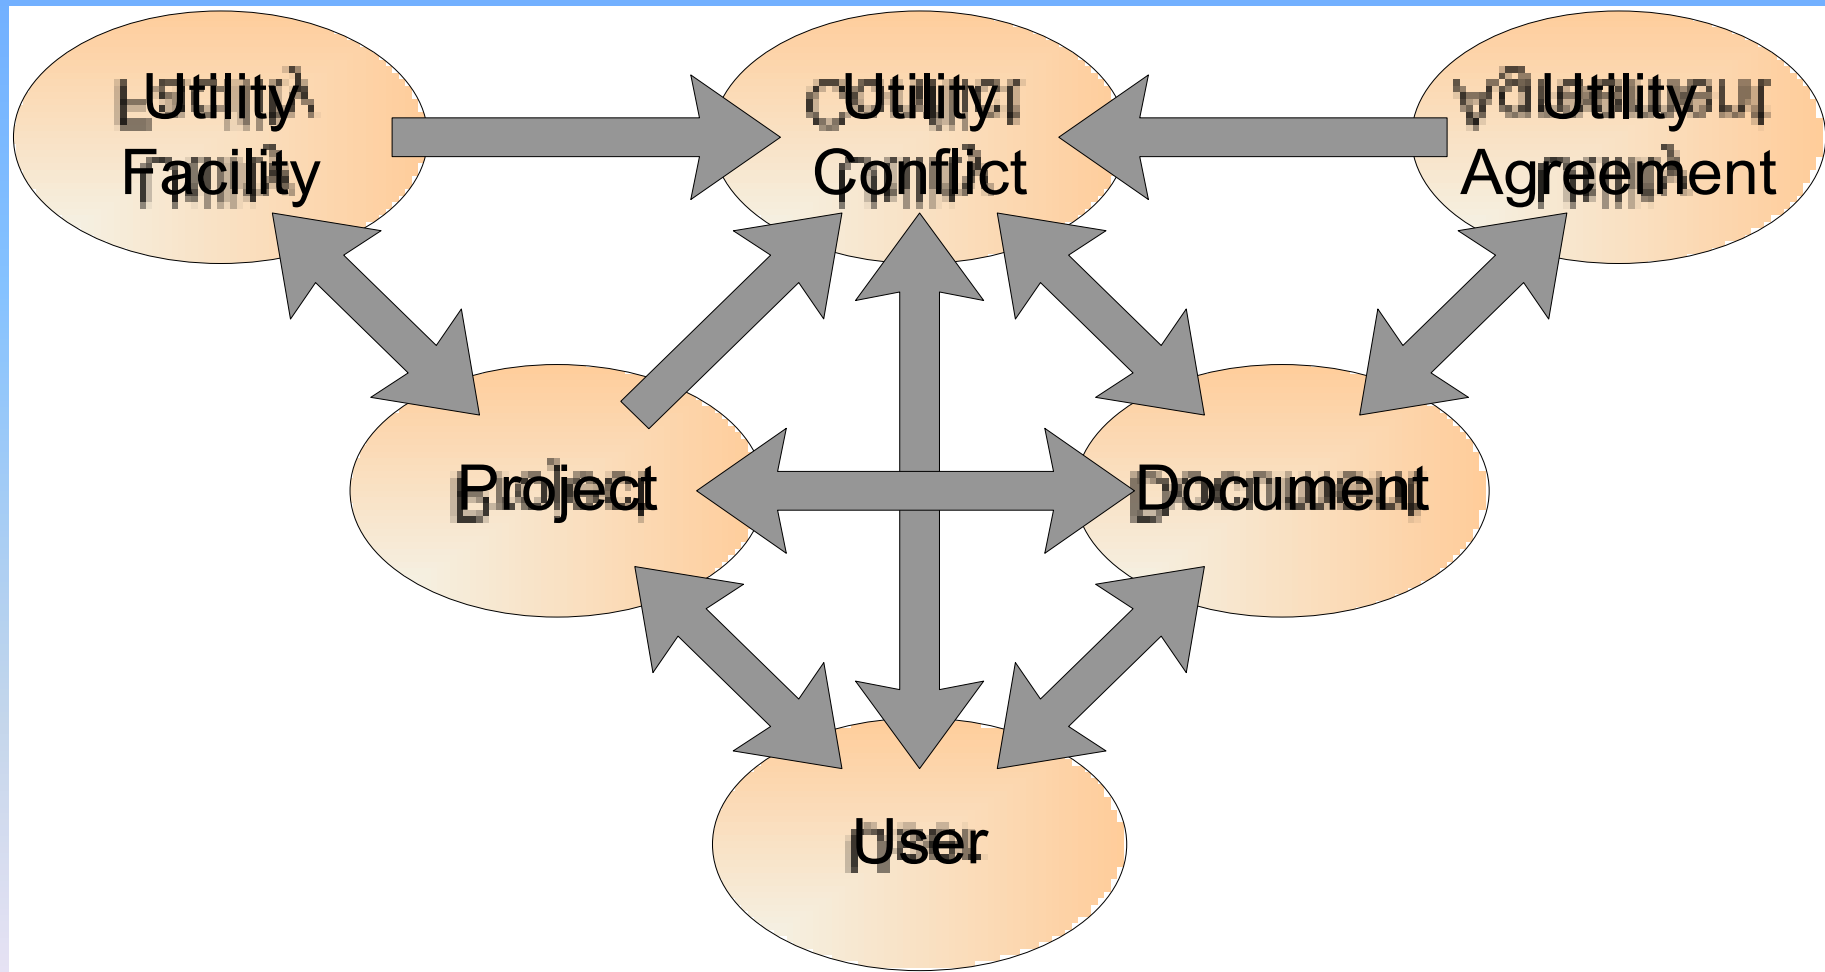 Utility
Facility
Utility
Conflict
Utility
Agreement
Project
Document
User